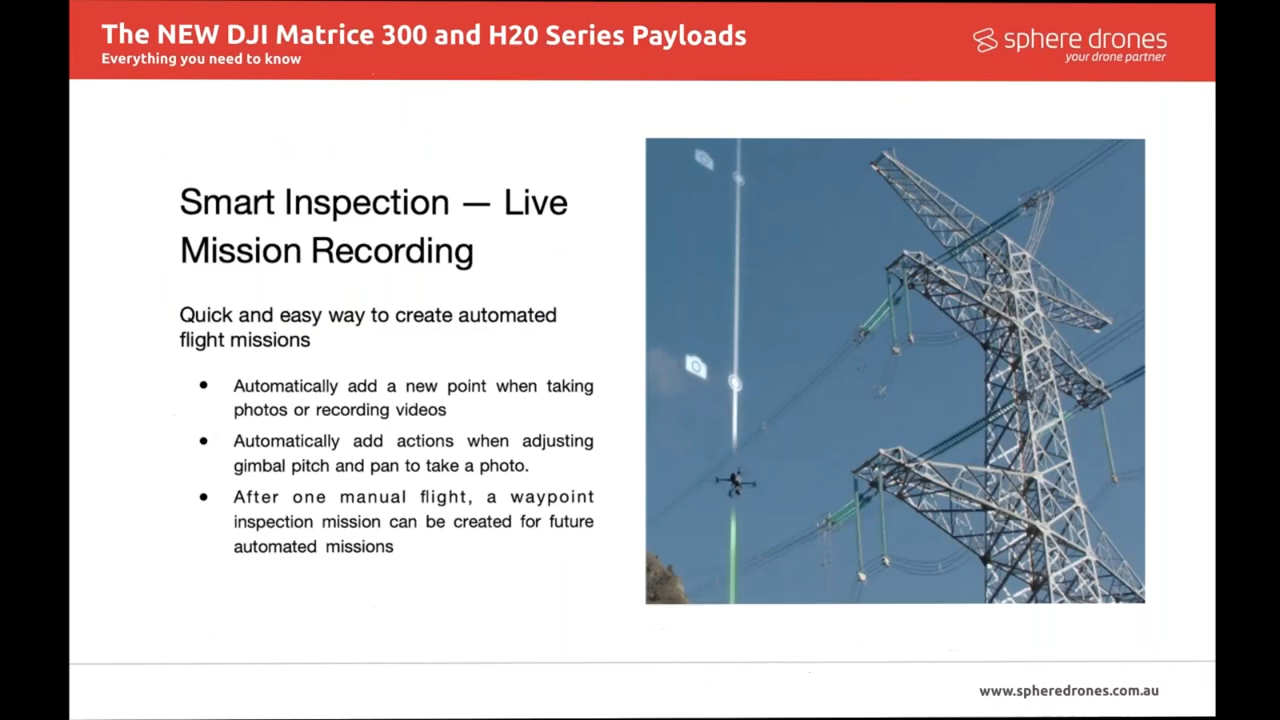 The NEW DJI Matrice 300 and H20 Series Payloads
Everything you need to know
sphere drones
your drone partner
Smart Inspection — Live
Mission Recording
Quick and easy way to create automated
flight missions
● Automatically add a new point when taking
photos or recording videos
● Automatically add actions when adjusting
gimbal pitch and pan to take a photo.
● After one manual flight, a waypoint
inspection mission can be created for future
automated missions
www.spheredrones.com.au